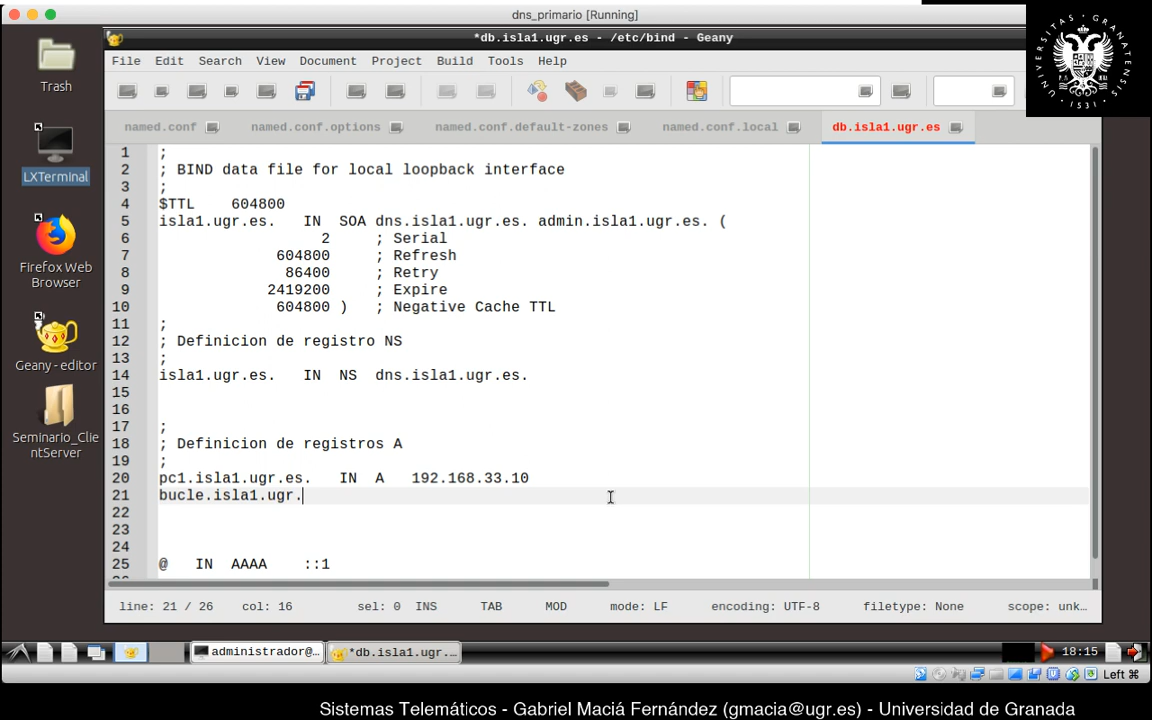 dns_primario [Running]
*db.isla1.ugr.es - /etc/bind - Geany
UNIVERSITAS · GRANATENSIS · 1531 ·
File Edit Search View Document Project Build Tools Help
named.conf named.conf.options named.conf.default-zones named.conf.local db.isla1.ugr.es
Trash
LXTerminal
Firefox Web
Browser
Geany - editor
Seminario_Clie
ntServer
1 ;
2 ; BIND data file for local loopback interface
3 ;
4 $TTL 604800
5 isla1.ugr.es. IN SOA dns.isla1.ugr.es. admin.isla1.ugr.es. (
6 2 ; Serial
7 604800 ; Refresh
8 86400 ; Retry
9 2419200 ; Expire
10 604800 ) ; Negative Cache TTL
11 ;
12 ; Definicion de registro NS
13 ;
14 isla1.ugr.es. IN NS dns.isla1.ugr.es.
15
16
17 ;
18 ; Definicion de registros A
19 ;
20 pc1.isla1.ugr.es. IN A 192.168.33.10
21 bucle.isla1.ugr.
22
23
24
25 @ IN AAAA ::1
line: 21 / 26 col: 16 sel: 0 INS TAB MOD mode: LF encoding: UTF-8 filetype: None scope: unk...
administrador@... *db.isla1.ugr.... 18:15
Left ⌘
Sistemas Telemáticos - Gabriel Maciá Fernández (gmacia@ugr.es) - Universidad de Granada